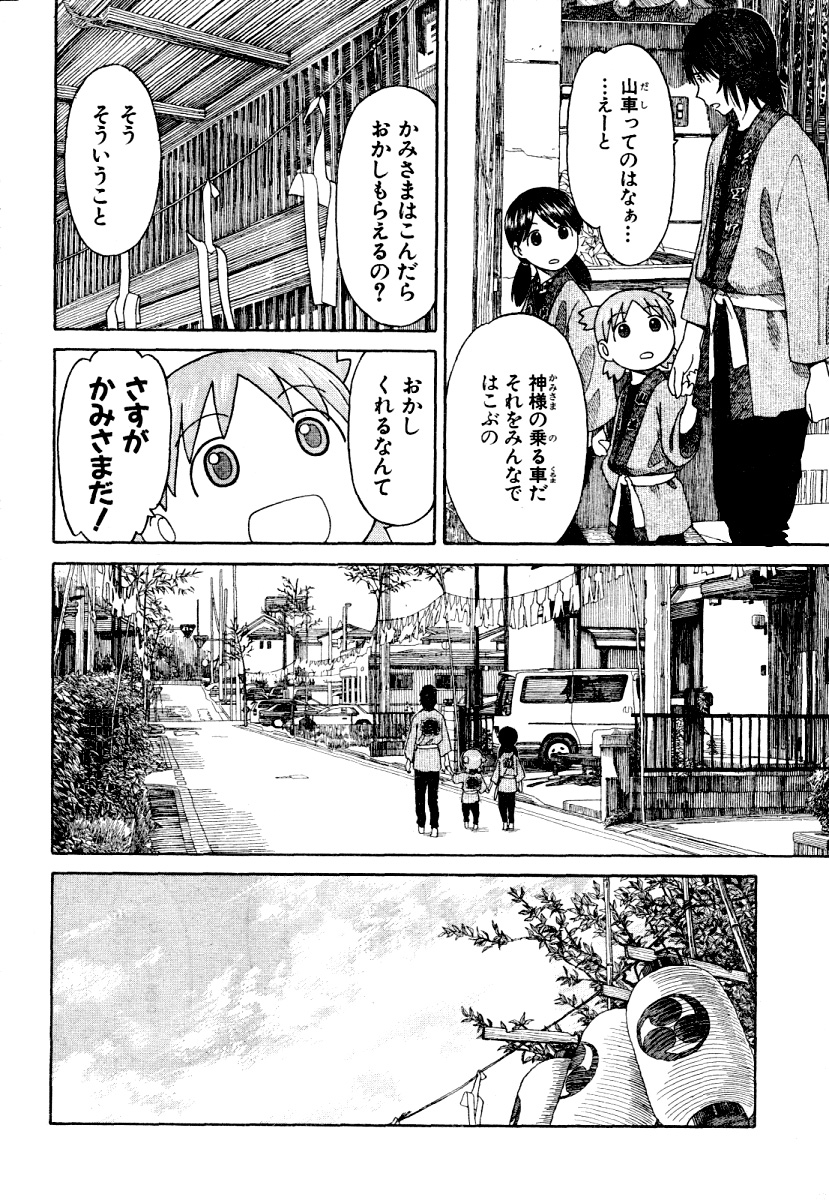 山車ってのはなぁ…
…えーと
神様の乗る車だ
それをみんなで
はこぶの
かみさまはこんだら
おかしもらえるの?
そう
そういうこと
おかし
くれるなんて
さすが
かみさまだ!